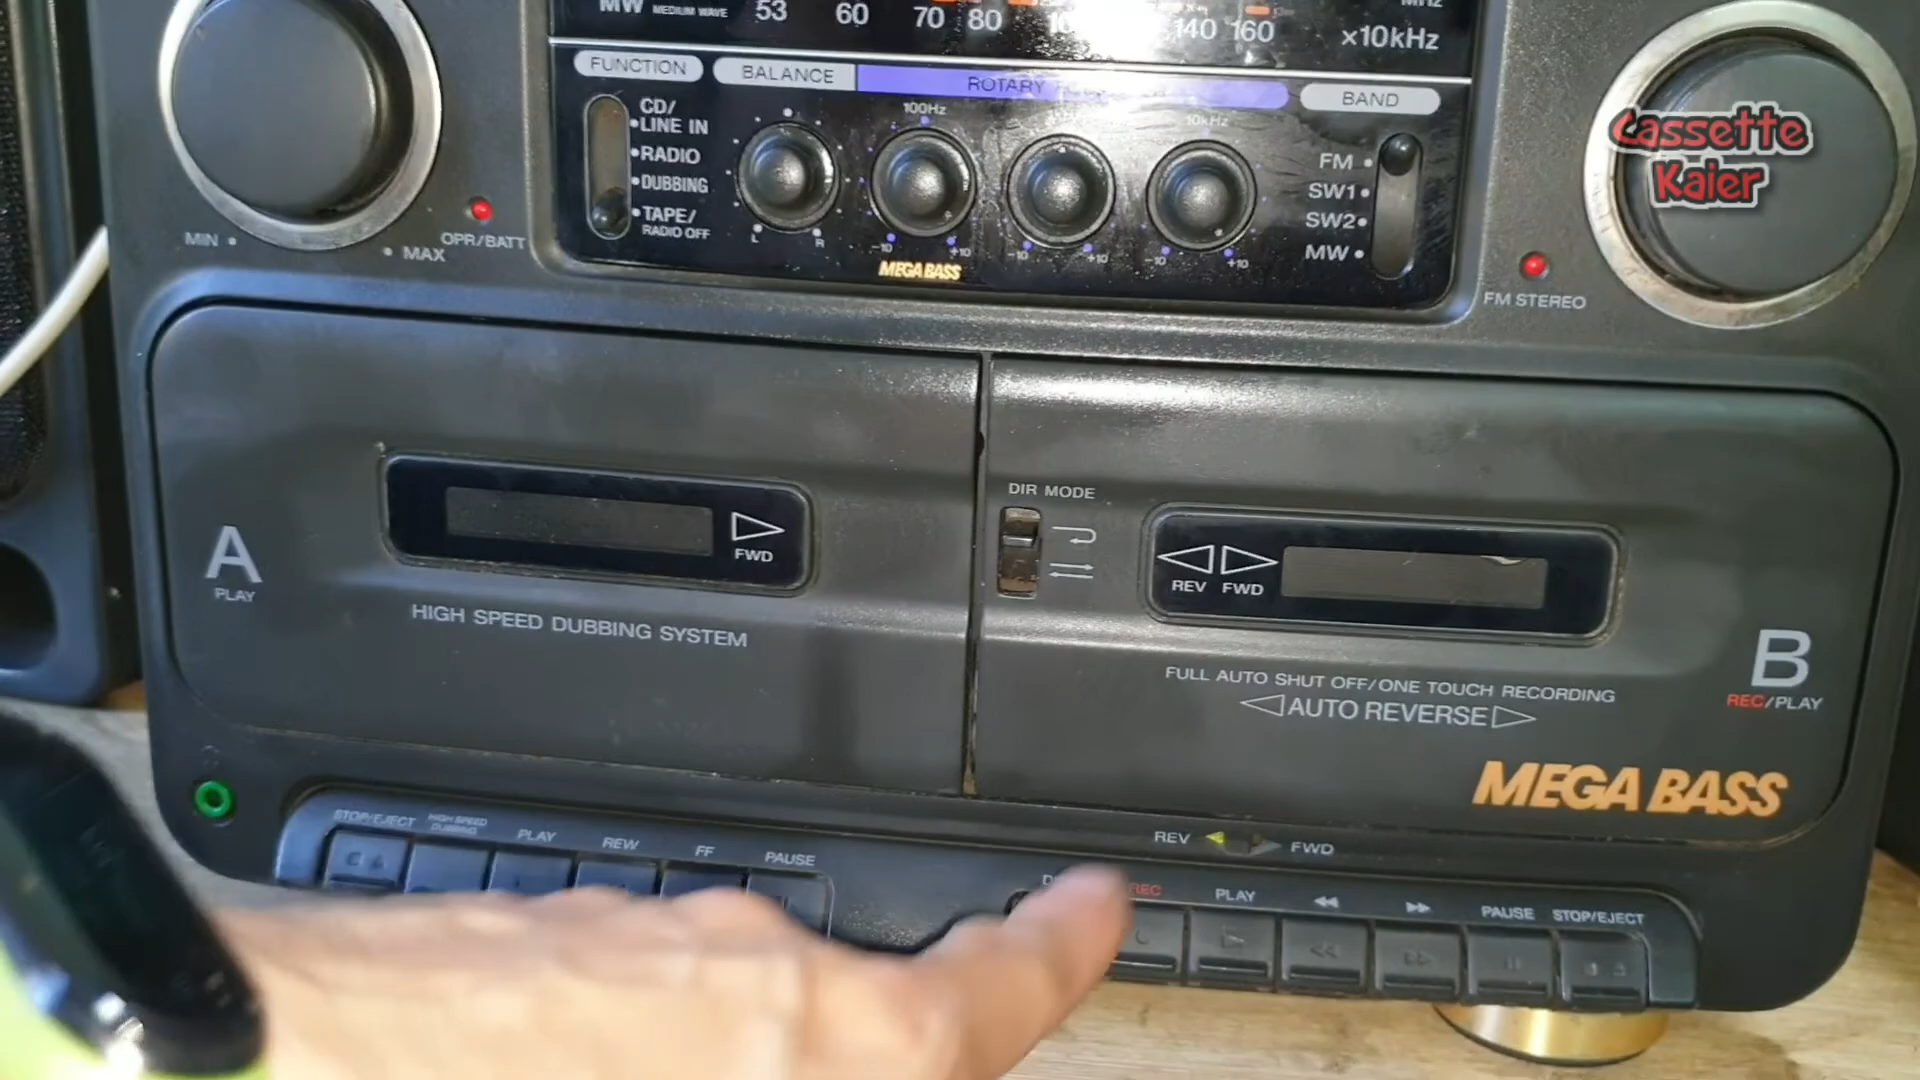 MW MEDIUM WAVE 53 60 70 80 140 160 ×10kHz
FUNCTION BALANCE ROTARY BAND
CD/
LINE IN
RADIO
DUBBING
TAPE/
RADIO OFF
100Hz 10kHz
L R -10 +10 -10 +10 -10 +10
MEGA BASS
FM
SW1
SW2
MW
Cassette
Kaier
MIN MAX
OPR/BATT
FM STEREO
A
PLAY
FWD
HIGH SPEED DUBBING SYSTEM
DIR MODE
REV FWD
FULL AUTO SHUT OFF/ONE TOUCH RECORDING
AUTO REVERSE
B
REC/PLAY
MEGA BASS
STOP/EJECT HIGH SPEED DUBBING PLAY REW FF PAUSE
REV FWD
REC PLAY PAUSE STOP/EJECT